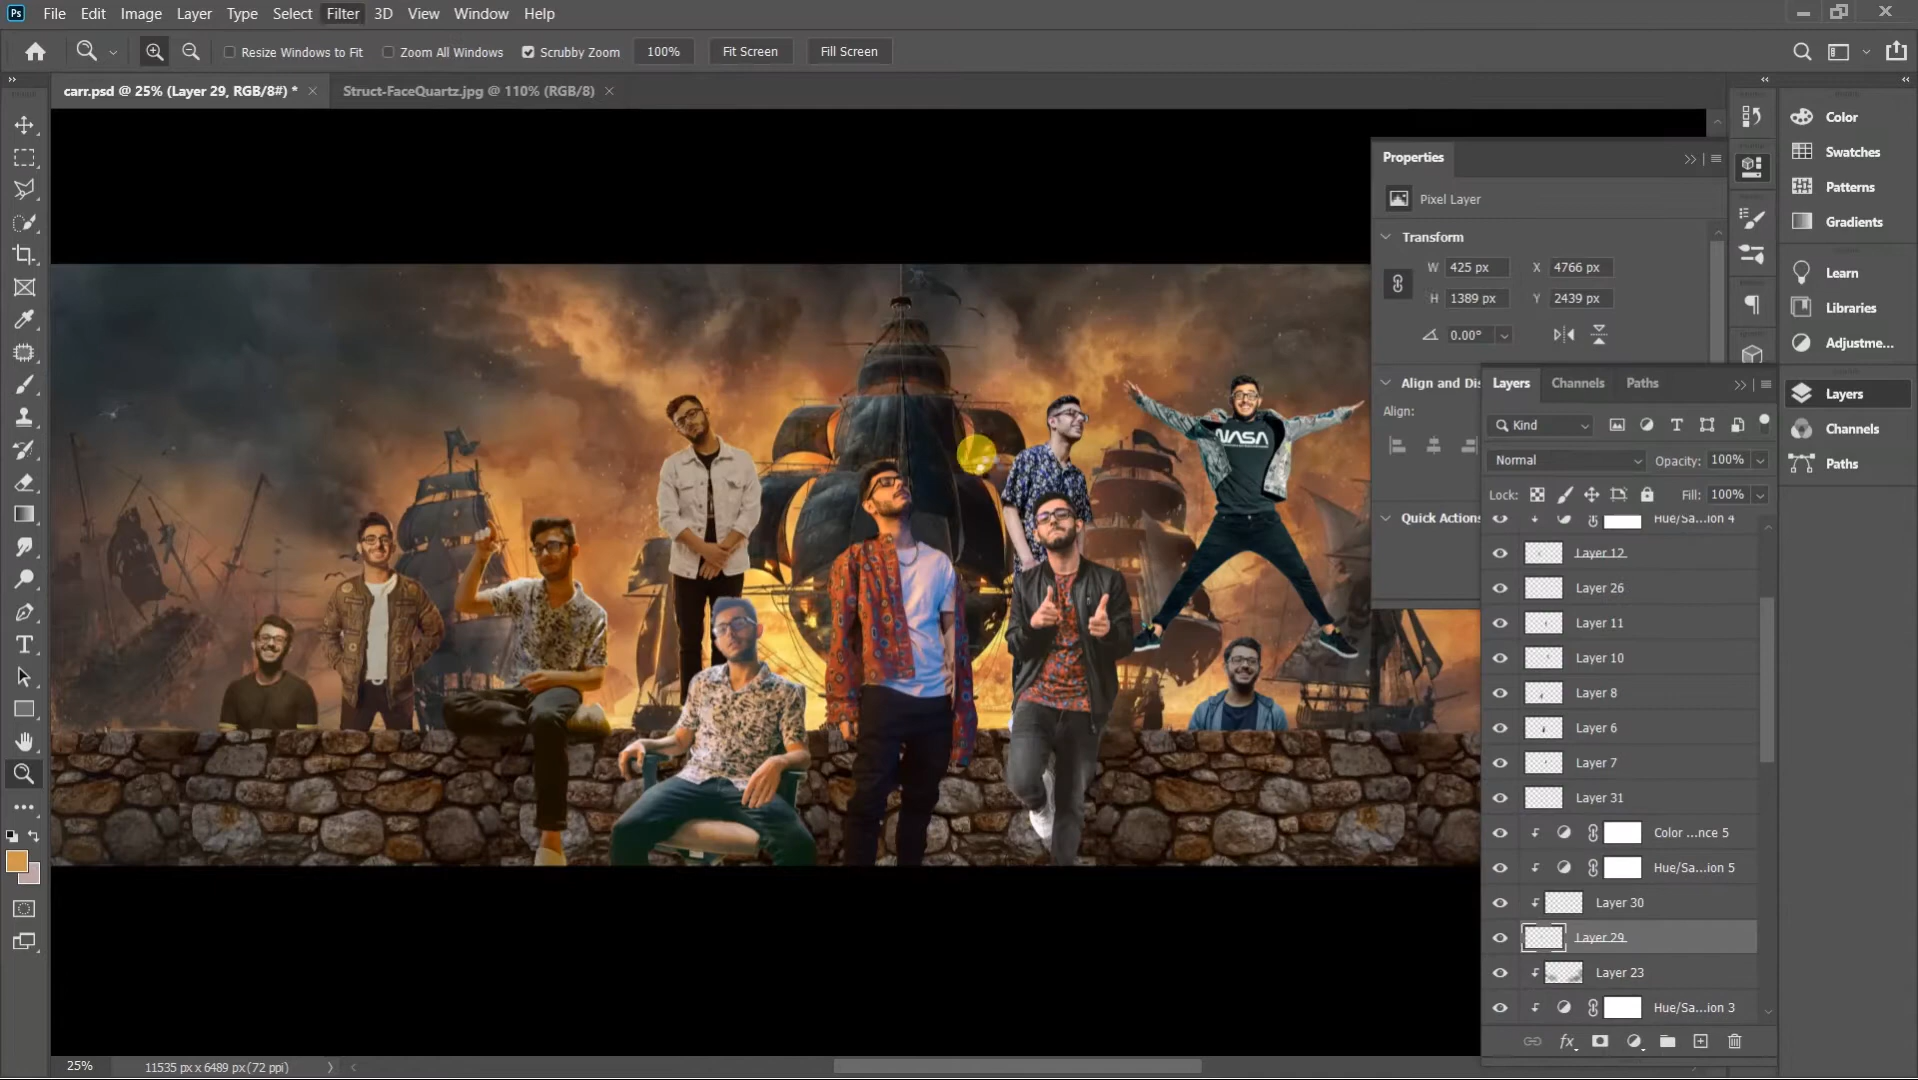 Ps File Edit Image Layer Type Select Filter 3D View Window Help
Resize Windows to Fit Zoom All Windows Scrubby Zoom 100% Fit Screen Fill Screen
carr.psd @ 25% (Layer 29, RGB/8#) * Struct-FaceQuartz.jpg @ 110% (RGB/8)
Properties
Pixel Layer
Transform
W 425 px X 4766 px
H 1389 px Y 2439 px
0.00°
Align and Dis
Align:
Quick Actions
Color
Swatches
Patterns
Gradients
Learn
Libraries
Adjustme...
Layers
Channels
Paths
Layers Channels Paths
Kind
Normal Opacity: 100%
Lock: Fill: 100%
Hue/Sa...ion 4
Layer 12
Layer 26
Layer 11
Layer 10
Layer 8
Layer 6
Layer 7
Layer 31
Color ...nce 5
Hue/Sa...ion 5
Layer 30
Layer 29
Layer 23
Hue/Sa...ion 3
fx
NASA
25% 11535 px x 6489 px (72 ppi)